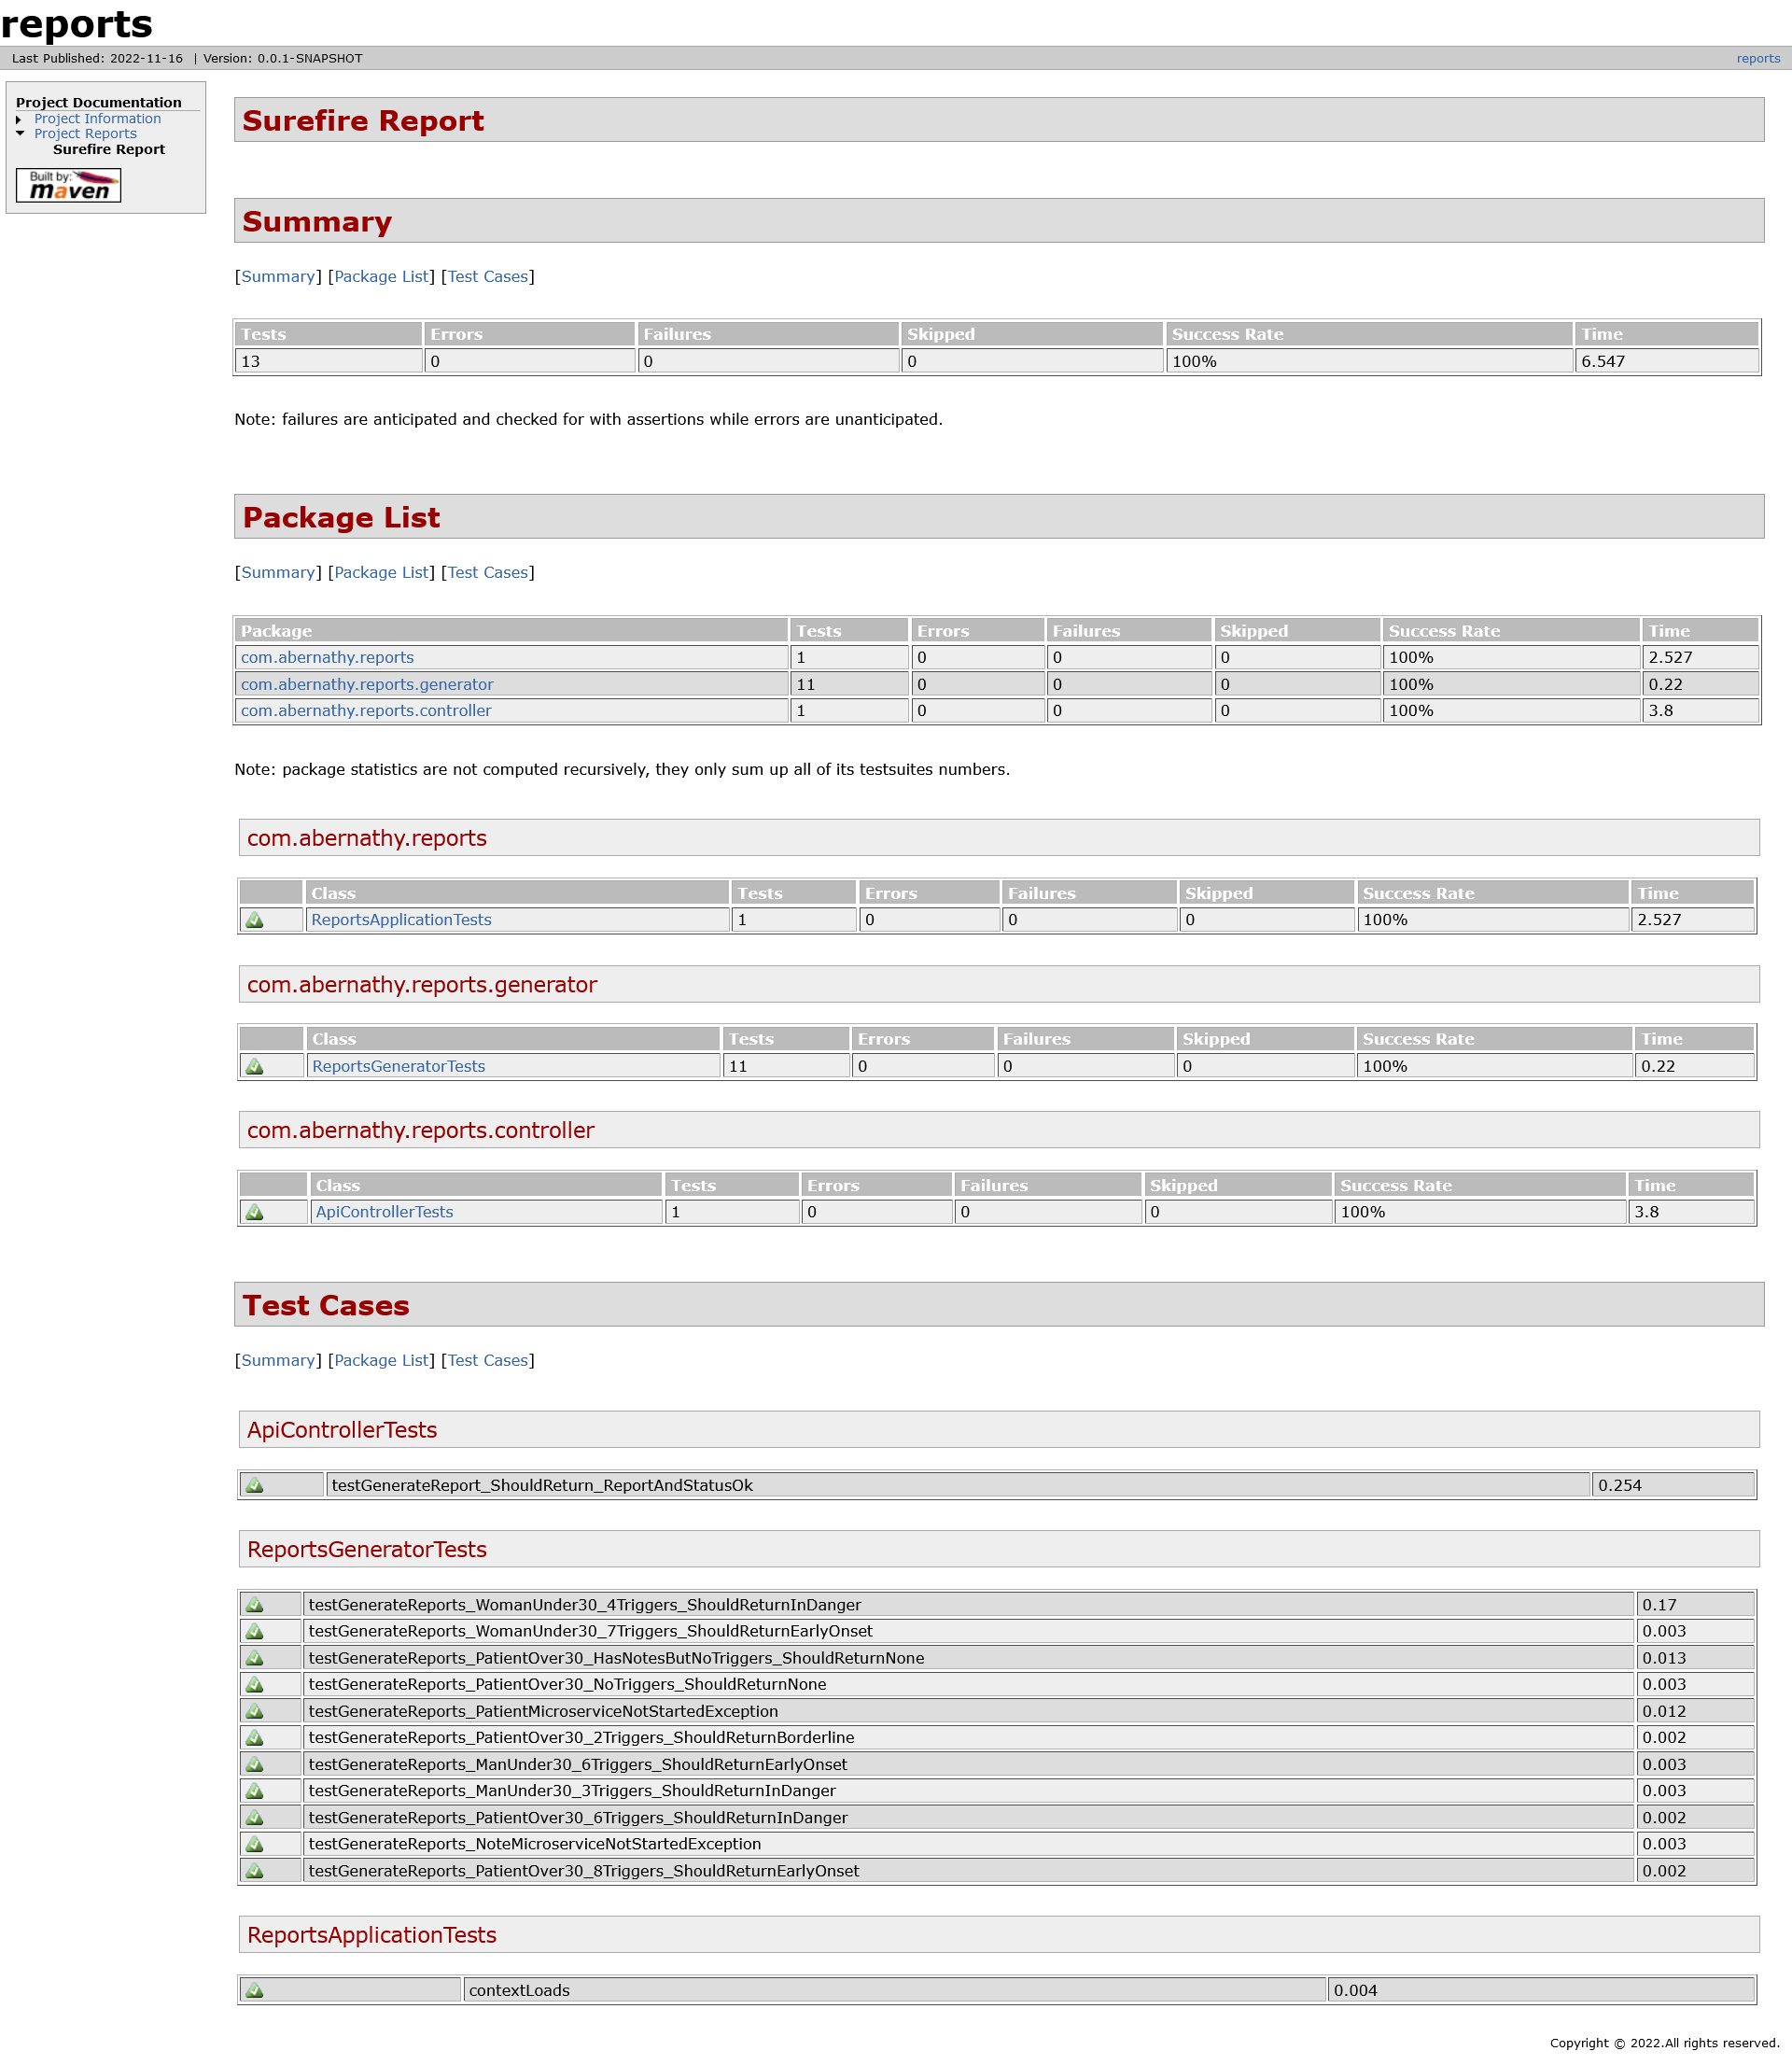 reports
Last Published: 2022-11-16 | Version: 0.0.1-SNAPSHOT reports
Project Documentation
Project Information
Project Reports
Surefire Report
Built by:
maven
Surefire Report
Summary
[Summary] [Package List] [Test Cases]
Tests Errors Failures Skipped Success Rate Time
13 0 0 0 100% 6.547
Note: failures are anticipated and checked for with assertions while errors are unanticipated.
Package List
[Summary] [Package List] [Test Cases]
Package Tests Errors Failures Skipped Success Rate Time
com.abernathy.reports 1 0 0 0 100% 2.527
com.abernathy.reports.generator 11 0 0 0 100% 0.22
com.abernathy.reports.controller 1 0 0 0 100% 3.8
Note: package statistics are not computed recursively, they only sum up all of its testsuites numbers.
com.abernathy.reports
Class Tests Errors Failures Skipped Success Rate Time
ReportsApplicationTests 1 0 0 0 100% 2.527
com.abernathy.reports.generator
Class Tests Errors Failures Skipped Success Rate Time
ReportsGeneratorTests 11 0 0 0 100% 0.22
com.abernathy.reports.controller
Class Tests Errors Failures Skipped Success Rate Time
ApiControllerTests 1 0 0 0 100% 3.8
Test Cases
[Summary] [Package List] [Test Cases]
ApiControllerTests
testGenerateReport_ShouldReturn_ReportAndStatusOk 0.254
ReportsGeneratorTests
testGenerateReports_WomanUnder30_4Triggers_ShouldReturnInDanger 0.17
testGenerateReports_WomanUnder30_7Triggers_ShouldReturnEarlyOnset 0.003
testGenerateReports_PatientOver30_HasNotesButNoTriggers_ShouldReturnNone 0.013
testGenerateReports_PatientOver30_NoTriggers_ShouldReturnNone 0.003
testGenerateReports_PatientMicroserviceNotStartedException 0.012
testGenerateReports_PatientOver30_2Triggers_ShouldReturnBorderline 0.002
testGenerateReports_ManUnder30_6Triggers_ShouldReturnEarlyOnset 0.003
testGenerateReports_ManUnder30_3Triggers_ShouldReturnInDanger 0.003
testGenerateReports_PatientOver30_6Triggers_ShouldReturnInDanger 0.002
testGenerateReports_NoteMicroserviceNotStartedException 0.003
testGenerateReports_PatientOver30_8Triggers_ShouldReturnEarlyOnset 0.002
ReportsApplicationTests
contextLoads 0.004
Copyright © 2022.All rights reserved.